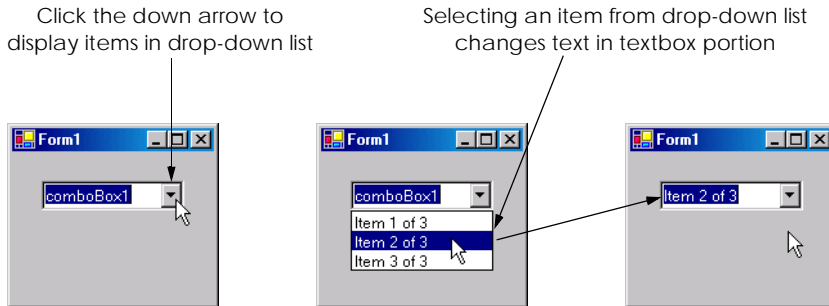 Click the down arrow to
display items in drop-down list
Selecting an item from drop-down list
changes text in textbox portion
Form1
comboBox1
Form1
comboBox1
Item 1 of 3
Item 2 of 3
Item 3 of 3
Form1
Item 2 of 3